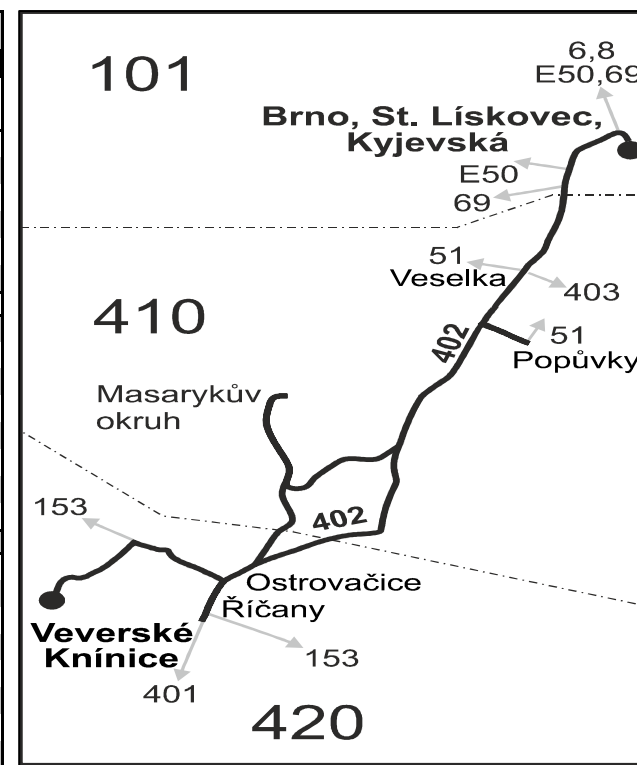 6,8
E50,69
101
Brno, St. Lískovec,
Kyjevská
E50
69
51
Veselka
403
410
402
51
Popůvky
Masarykův
okruh
153
402
Ostrovačice
Říčany
Veverské
Knínice
153
401
420